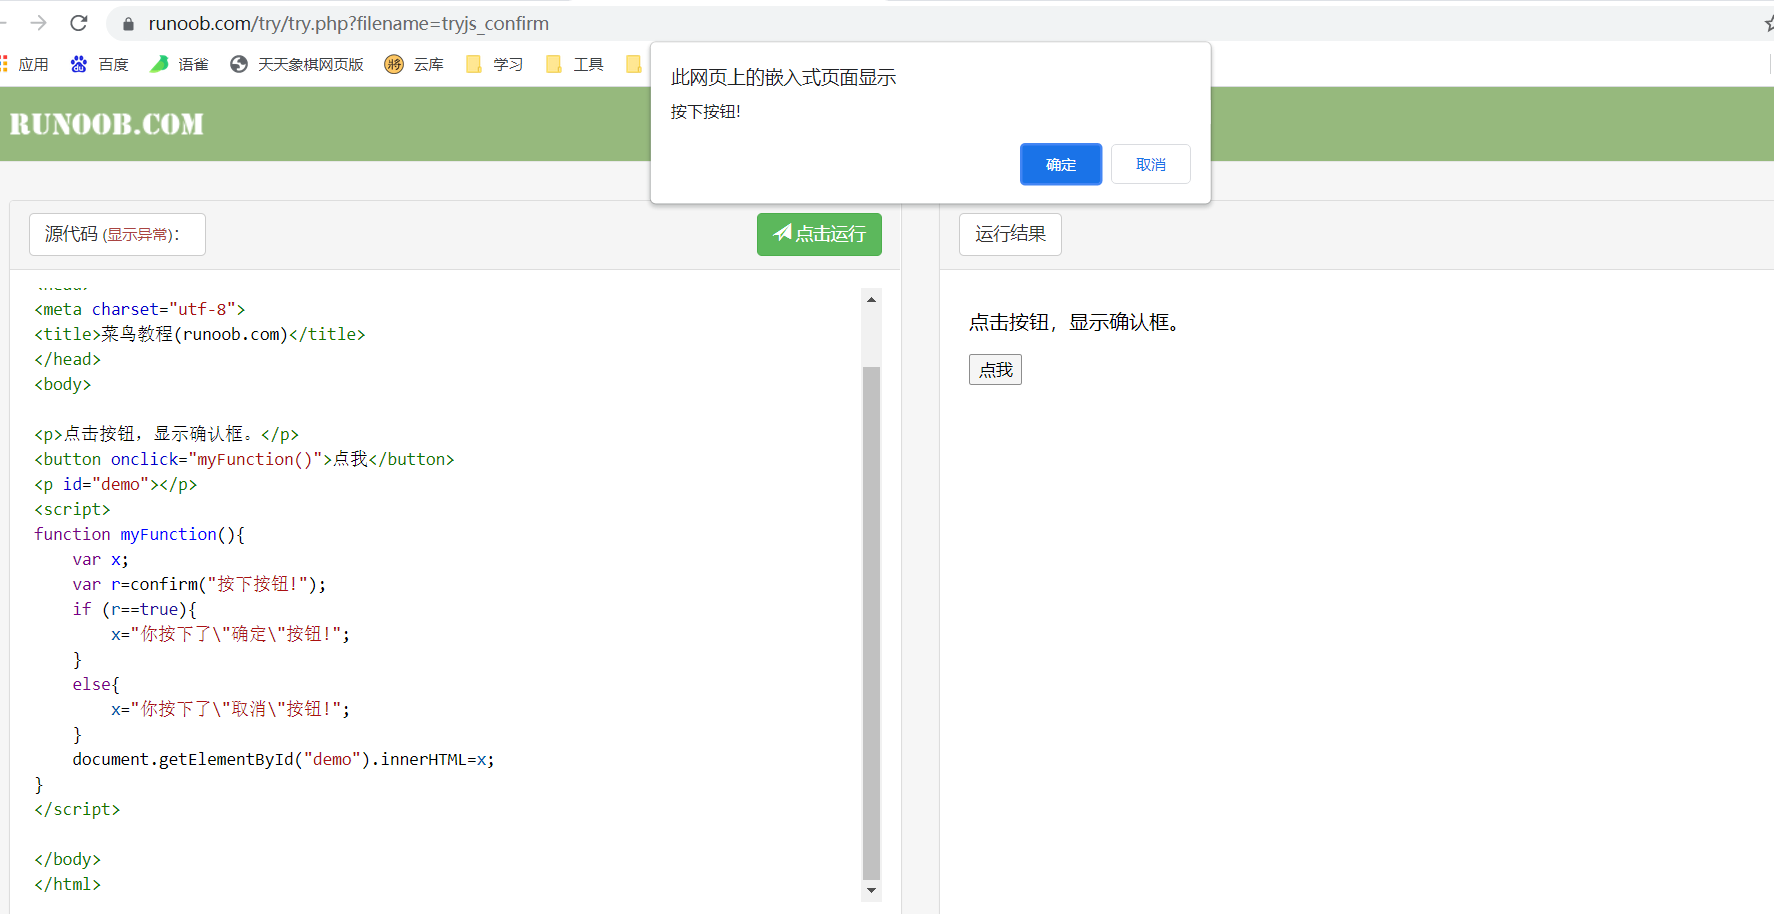 runoob.com/try/try.php?filename=tryjs_confirm
应用 百度 语雀 天天象棋网页版 將 云库 学习 工具
此网页上的嵌入式页面显示
按下按钮!
确定 取消
RUNOOB.COM
源代码 (显示异常): 点击运行 运行结果
<head>
<meta charset="utf-8">
<title>菜鸟教程(runoob.com)</title>
</head>
<body>
<p>点击按钮，显示确认框。</p>
<button onclick="myFunction()">点我</button>
<p id="demo"></p>
<script>
function myFunction(){
    var x;
    var r=confirm("按下按钮!");
    if (r==true){
        x="你按下了\"确定\"按钮!";
    }
    else{
        x="你按下了\"取消\"按钮!";
    }
    document.getElementById("demo").innerHTML=x;
}
</script>
</body>
</html>
点击按钮，显示确认框。
点我